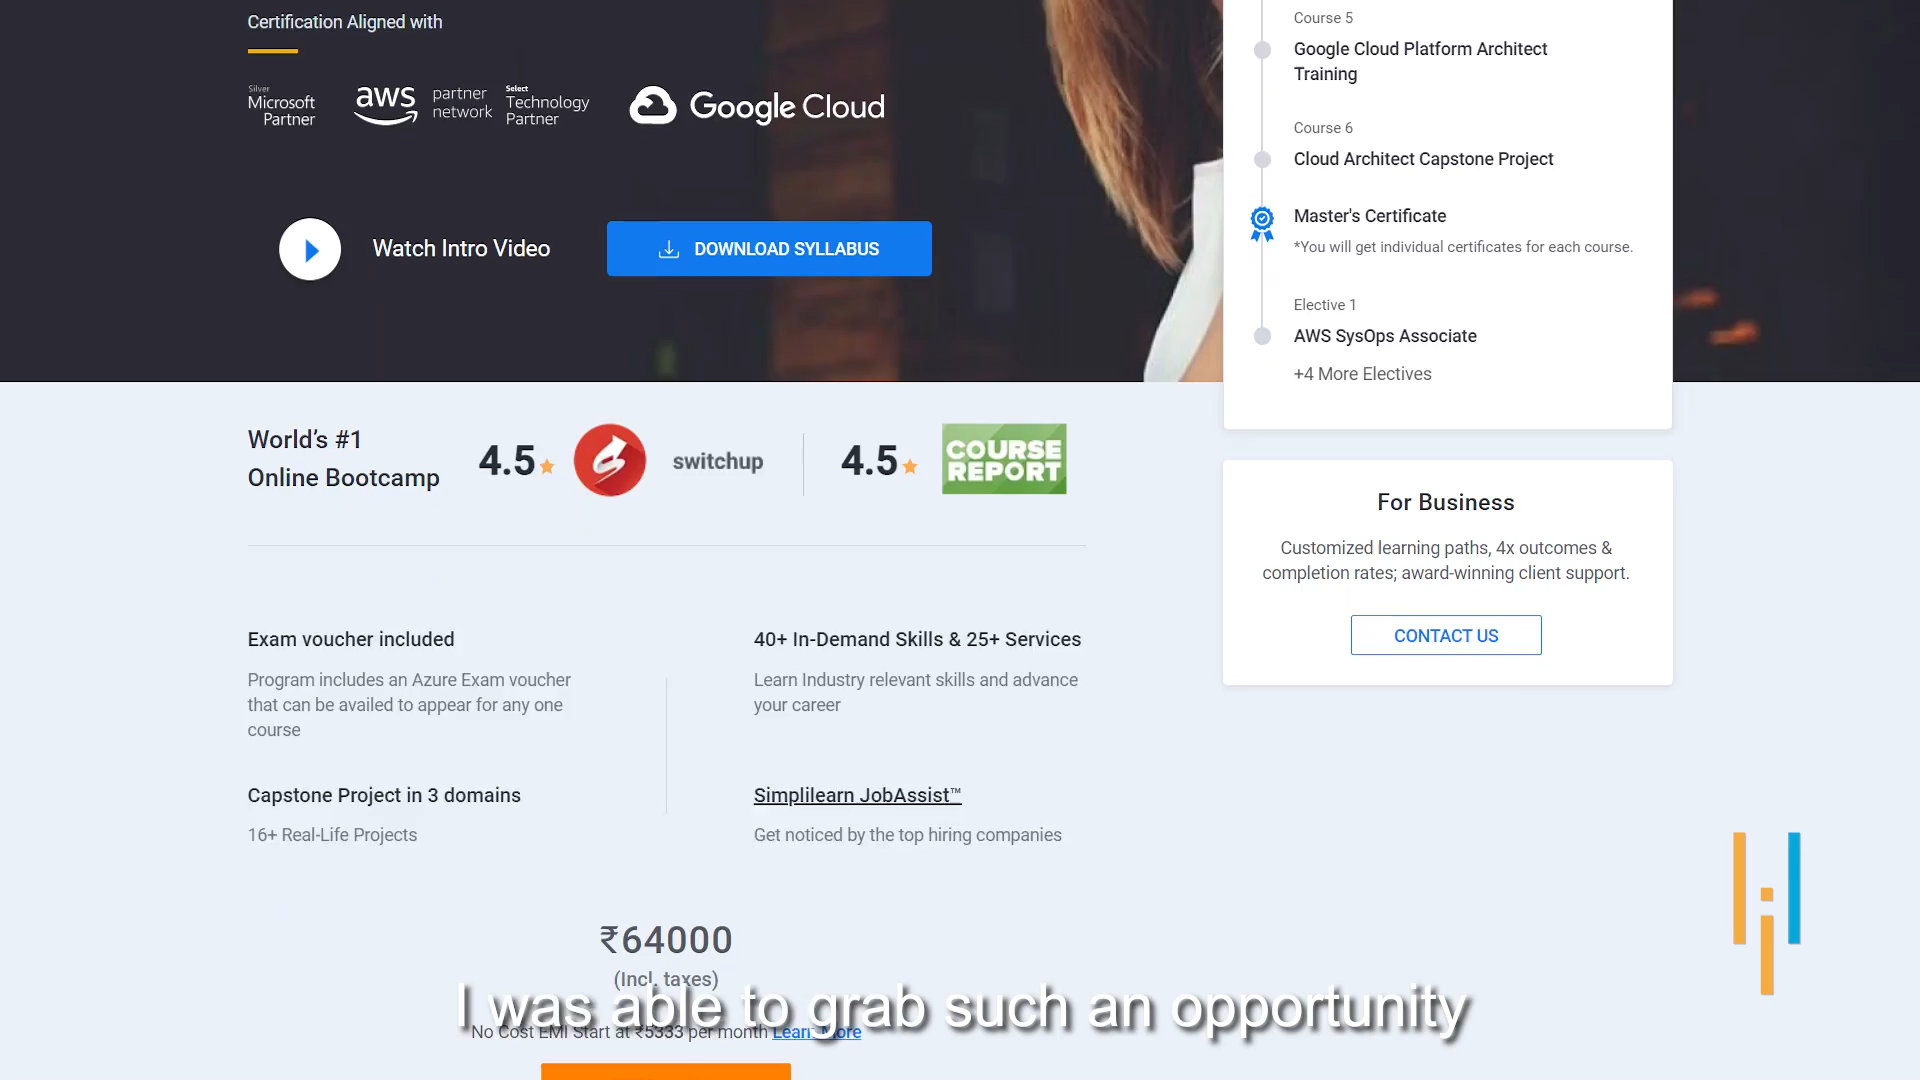 Certification Aligned with
Silver
Microsoft
Partner
aws
partner
network
Select
Technology
Partner
Google Cloud
Watch Intro Video
DOWNLOAD SYLLABUS
Course 5
Google Cloud Platform Architect
Training
Course 6
Cloud Architect Capstone Project
Master's Certificate
*You will get individual certificates for each course.
Elective 1
AWS SysOps Associate
+4 More Electives
World's #1
Online Bootcamp
4.5
switchup
4.5
COURSE
REPORT
For Business
Customized learning paths, 4x outcomes &
completion rates; award-winning client support.
CONTACT US
Exam voucher included
Program includes an Azure Exam voucher
that can be availed to appear for any one
course
40+ In-Demand Skills & 25+ Services
Learn Industry relevant skills and advance
your career
Capstone Project in 3 domains
16+ Real-Life Projects
Simplilearn JobAssist™
Get noticed by the top hiring companies
₹64000
(Incl. taxes)
I was able to grab such an opportunity
No Cost EMI Start at ₹5333 per month Learn More